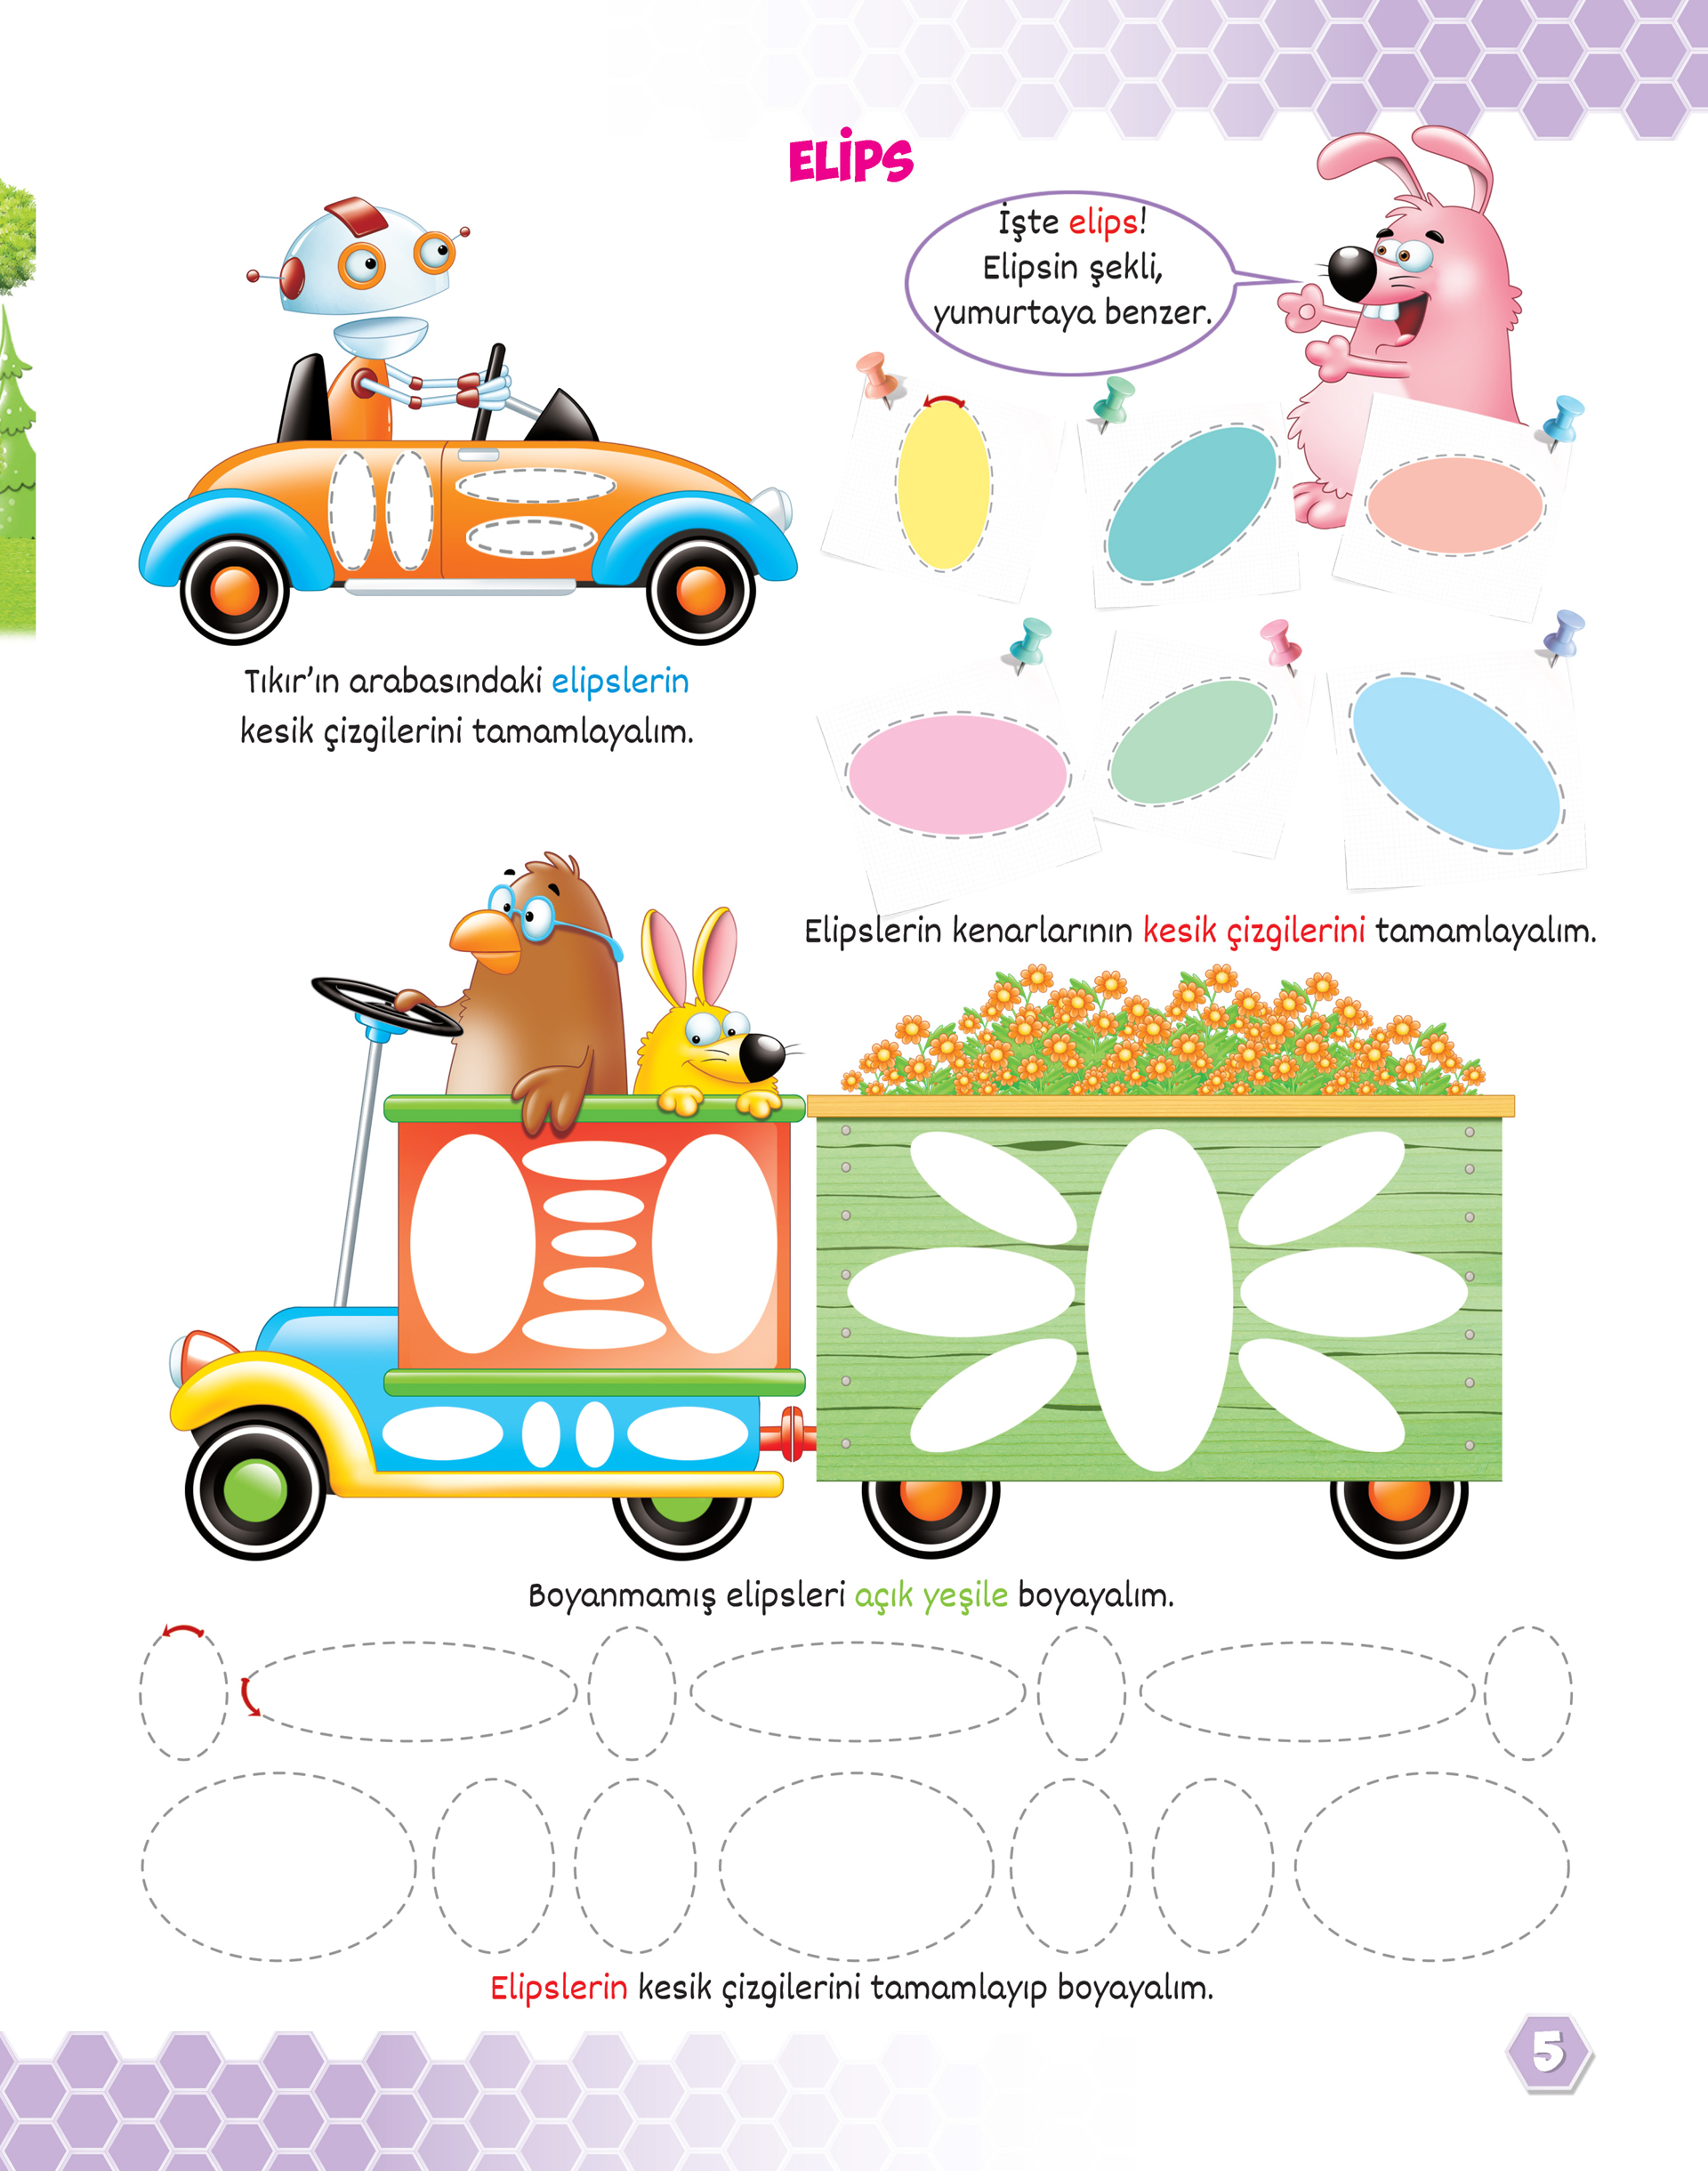 ELİPS
İşte elips!
Elipsin şekli,
yumurtaya benzer.
Tıkır’ın arabasındaki elipslerin
kesik çizgilerini tamamlayalım.
Elipslerin kenarlarının kesik çizgilerini tamamlayalım.
Boyanmamış elipsleri açık yeşile boyayalım.
Elipslerin kesik çizgilerini tamamlayıp boyayalım.
5